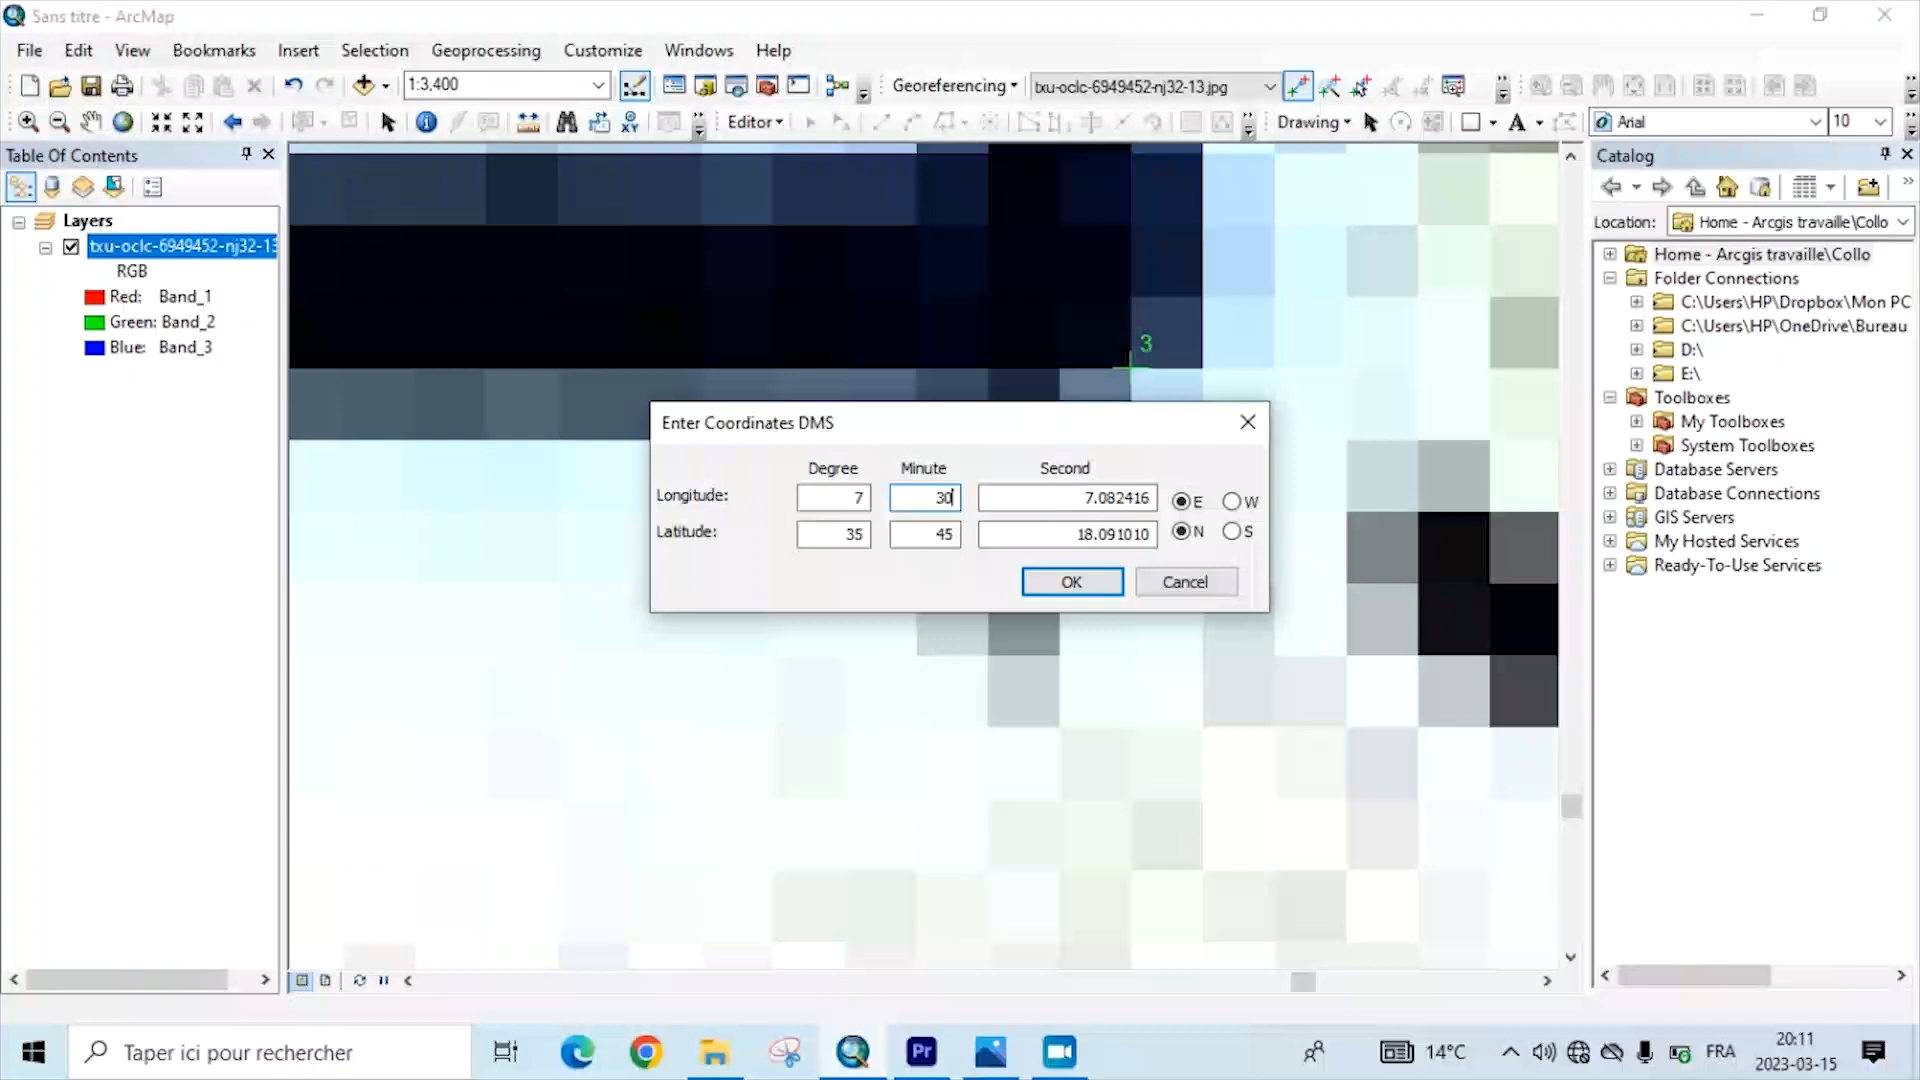 Sans titre - ArcMap
File Edit View Bookmarks Insert Selection Geoprocessing Customize Windows Help
1:3,400 Georeferencing txu-oclc-6949452-nj32-13.jpg
Editor Drawing Arial 10
Table Of Contents
Layers
txu-oclc-6949452-nj32-13
RGB
Red: Band_1
Green: Band_2
Blue: Band_3
3
Enter Coordinates DMS
Degree Minute Second
Longitude: 7 30 7.082416 E W
Latitude: 35 45 18.091010 N S
OK Cancel
Catalog
Location: Home - Arcgis travaille\Collo
Home - Arcgis travaille\Collo
Folder Connections
C:\Users\HP\Dropbox\Mon PC
C:\Users\HP\OneDrive\Bureau
D:\
E:\
Toolboxes
My Toolboxes
System Toolboxes
Database Servers
Database Connections
GIS Servers
My Hosted Services
Ready-To-Use Services
Taper ici pour rechercher
Pr
14°C
FRA
20:11
2023-03-15